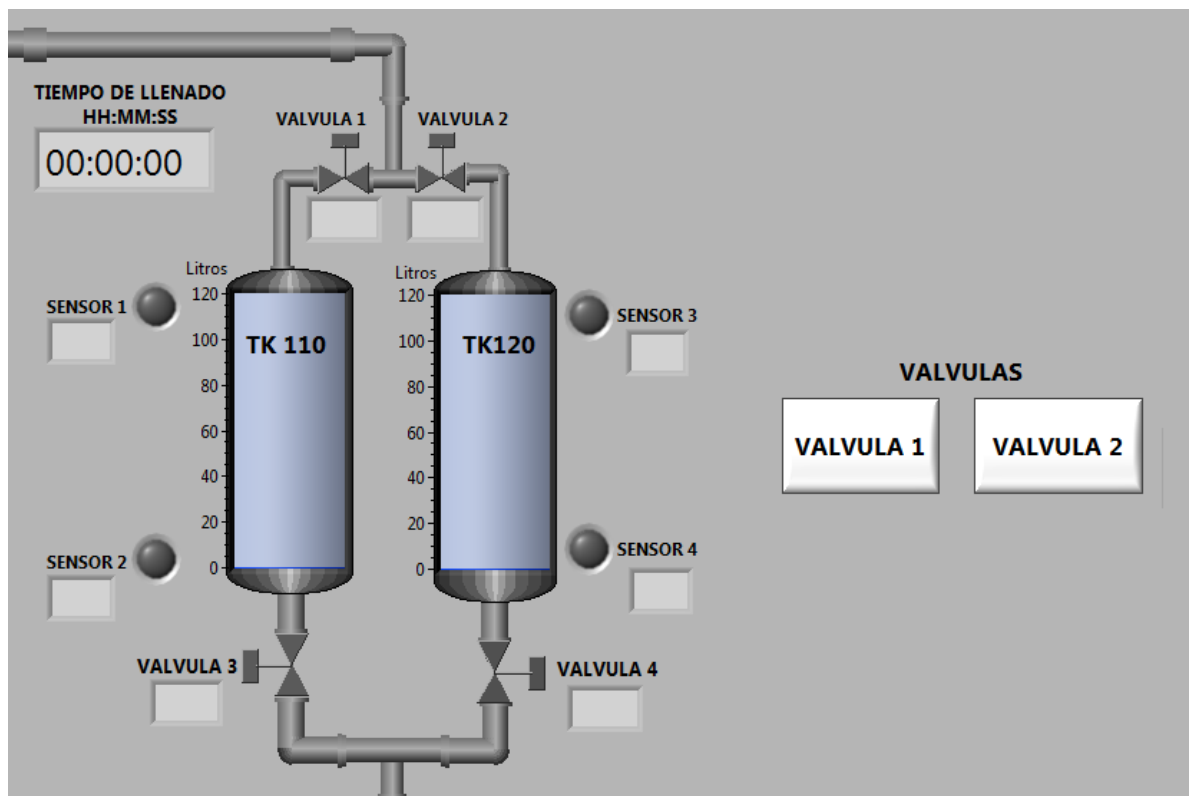 TIEMPO DE LLENADO
HH:MM:SS
00:00:00
VALVULA 1
VALVULA 2
Litros
120
100
80
60
40
20
0
TK 110
Litros
120
100
80
60
40
20
0
TK120
SENSOR 1
SENSOR 2
SENSOR 3
SENSOR 4
VALVULA 3
VALVULA 4
VALVULAS
VALVULA 1
VALVULA 2